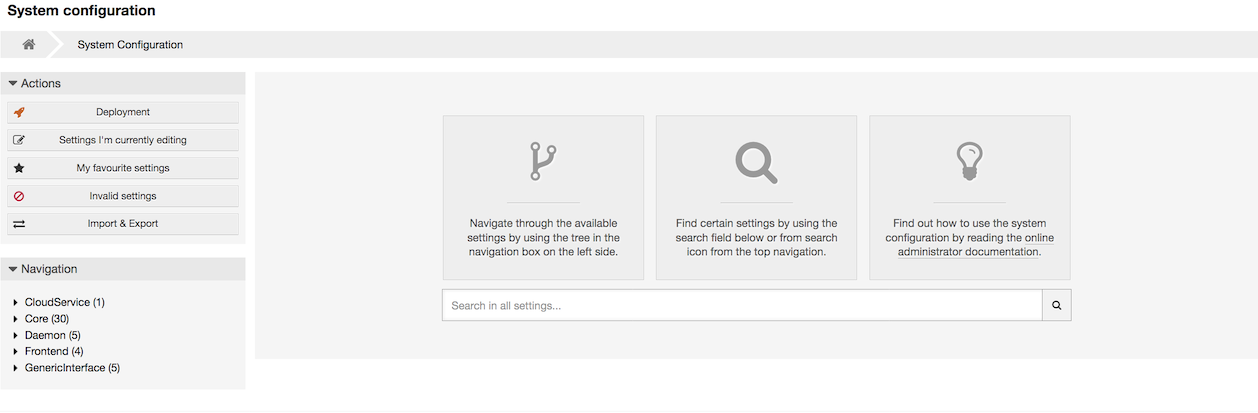 System configuration
System Configuration
Actions
Deployment
Settings I'm currently editing
My favourite settings
Invalid settings
Import & Export
Navigation
CloudService (1)
Core (30)
Daemon (5)
Frontend (4)
GenericInterface (5)
Navigate through the available
settings by using the tree in the
navigation box on the left side.
Find certain settings by using the
search field below or from search
icon from the top navigation.
Find out how to use the system
configuration by reading the online
administrator documentation.
Search in all settings...